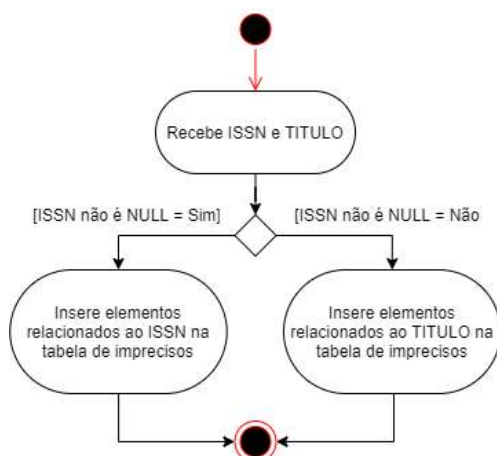 Recebe ISSN e TITULO
[ISSN não é NULL = Sim]
[ISSN não é NULL = Não
Insere elementos
relacionados ao ISSN na
tabela de imprecisos
Insere elementos
relacionados ao TITULO na
tabela de imprecisos